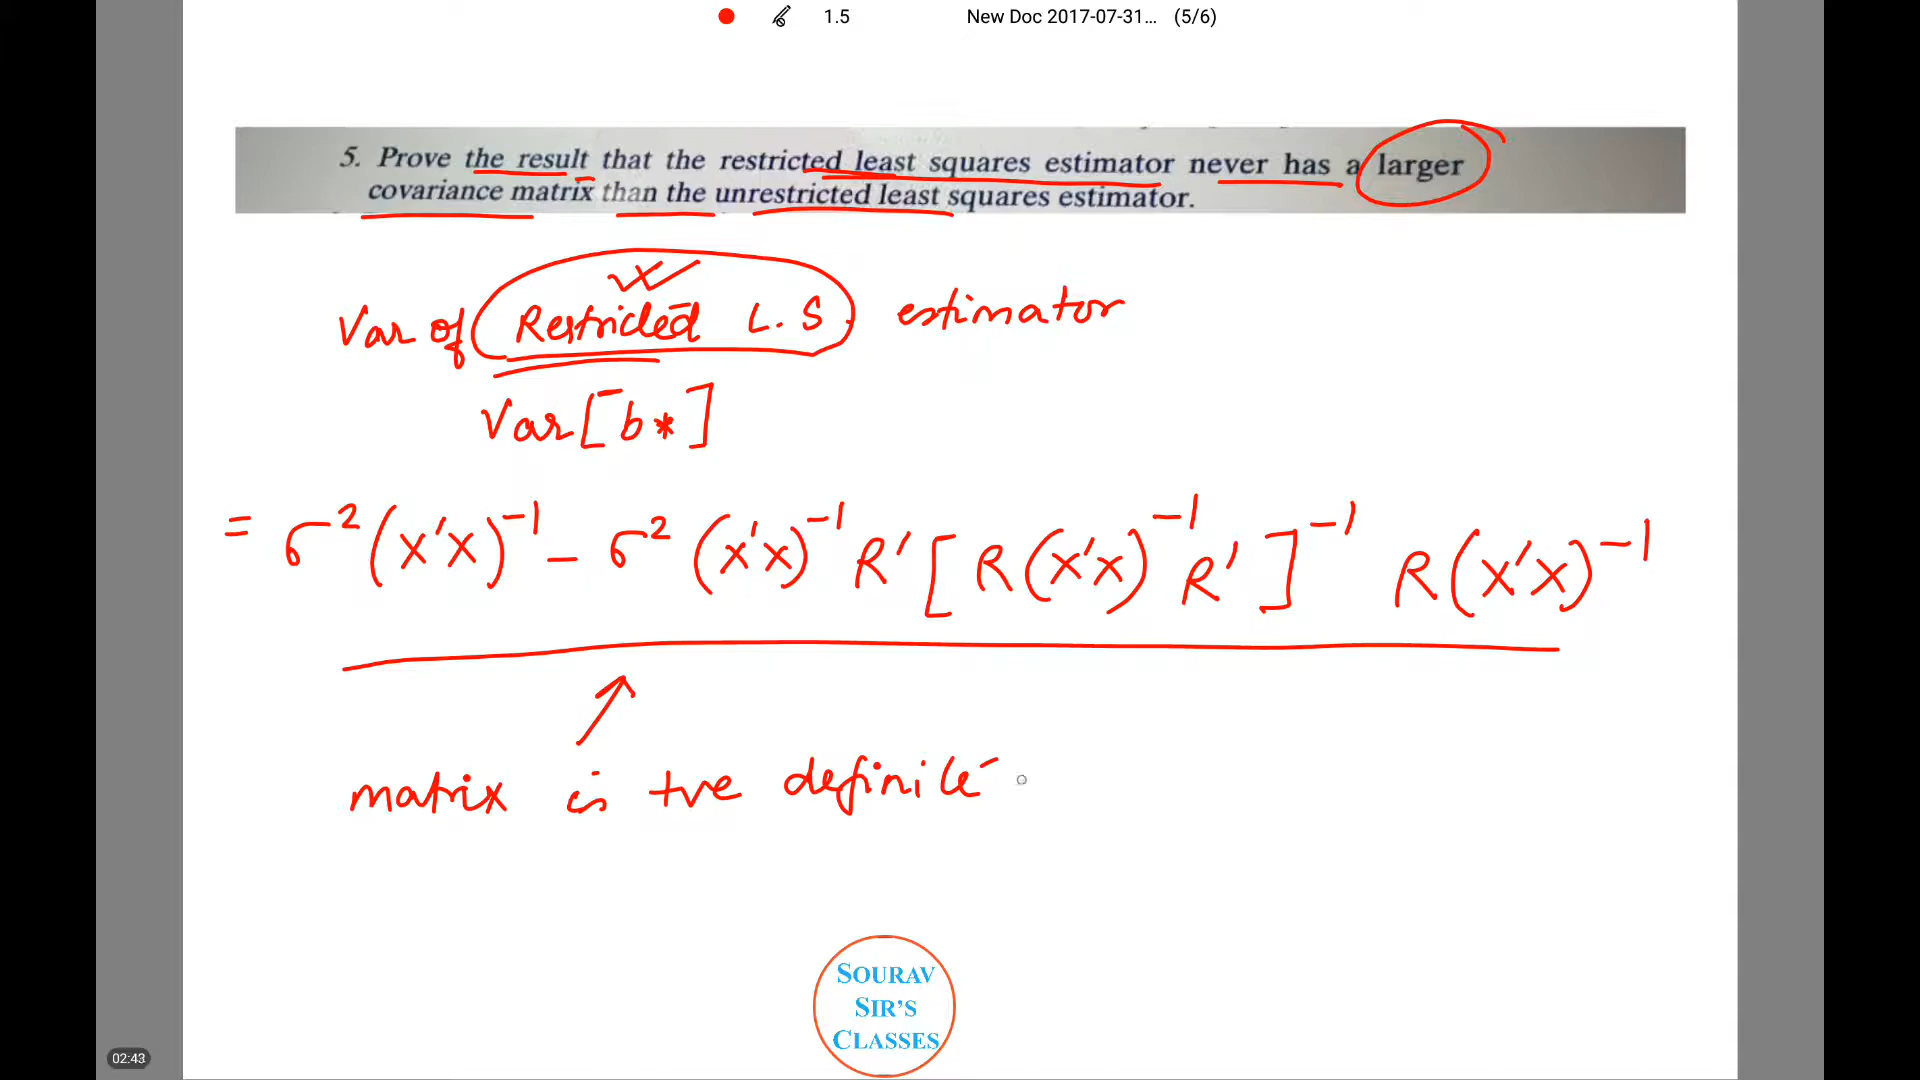 1.5 New Doc 2017-07-31... (5/6)
5. Prove the result that the restricted least squares estimator never has a larger
covariance matrix than the unrestricted least squares estimator.
Var of Restricted L.S. estimator
Var[b*]
= σ²(X'X)⁻¹ - σ²(X'X)⁻¹R'[R(X'X)⁻¹R']⁻¹ R(X'X)⁻¹
matrix is +ve definite
SOURAV
SIR'S
CLASSES
02:43